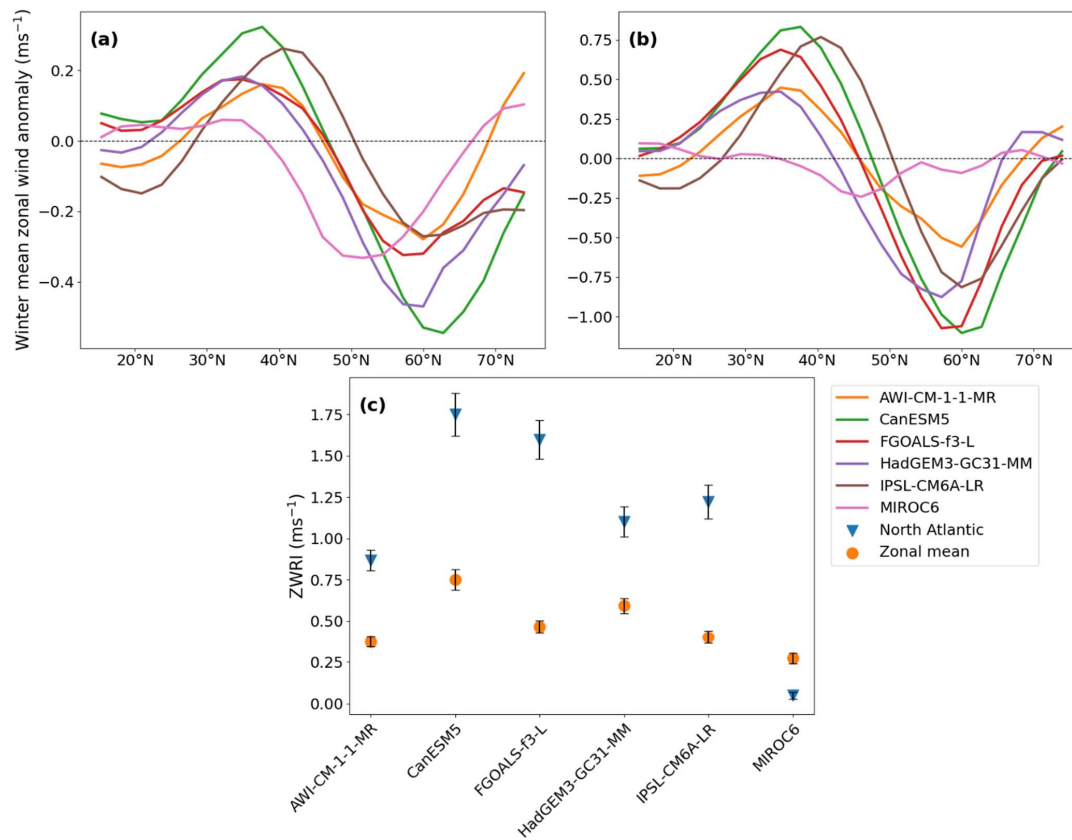 Winter mean zonal wind anomaly (ms⁻¹)
(a)
0.2
0.0
−0.2
−0.4
20°N 30°N 40°N 50°N 60°N 70°N
(b)
0.75
0.50
0.25
0.00
−0.25
−0.50
−0.75
−1.00
20°N 30°N 40°N 50°N 60°N 70°N
(c)
ZWRI (ms⁻¹)
1.75
1.50
1.25
1.00
0.75
0.50
0.25
0.00
AWI-CM-1-1-MR
CanESM5
FGOALS-f3-L
HadGEM3-GC31-MM
IPSL-CM6A-LR
MIROC6
AWI-CM-1-1-MR
CanESM5
FGOALS-f3-L
HadGEM3-GC31-MM
IPSL-CM6A-LR
MIROC6
North Atlantic
Zonal mean